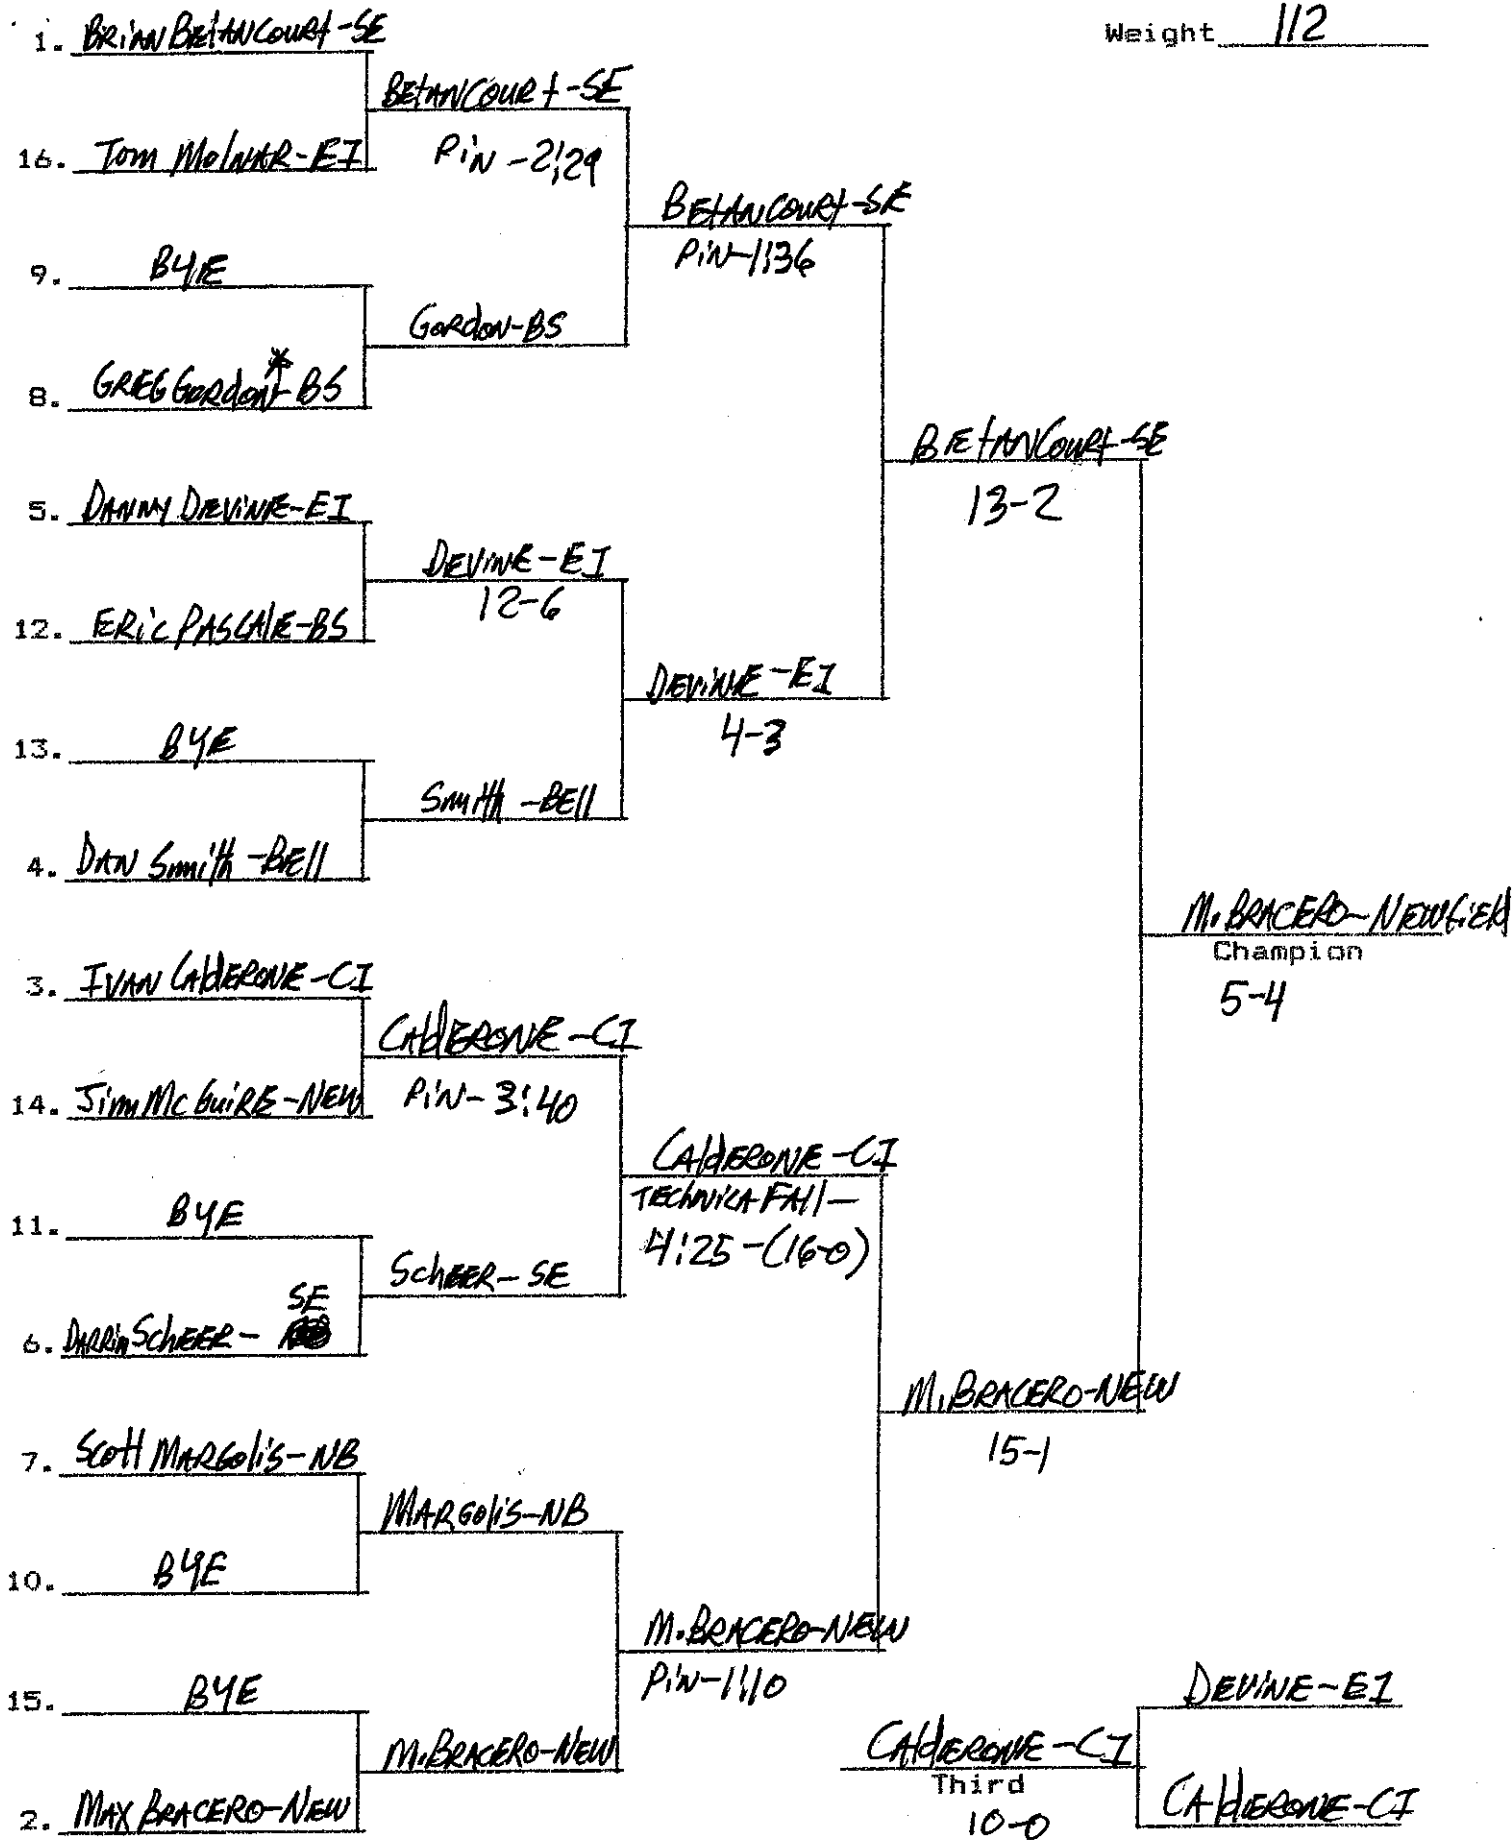 Weight 112
1. BRIAN BETANCOURT-SE
BETANCOURT-SE
16. Tom MOLNAR-EI
PIN-2:29
BETANCOURT-SE
PIN-1:36
9. BYE
Gordon-BS
8. GREG Gordon*-BS
BETANCOURT-SE
13-2
5. DANNY DEVINE-EI
DEVINE-EI
12-6
12. ERIC PASCALE-BS
DEVINE-EI
4-3
13. BYE
Smith-BEll
4. DAN Smith-BEll
M. BRACERO-NEWfiEld
Champion
5-4
3. IVAN CAldERONE-CI
CAldERONE-CI
14. Jim McGuiRE-NEW
PIN-3:40
CAldERONE-CI
TECHNICA FAll-
4:25-(16-0)
11. BYE
SchEER-SE
SE
6. DARRIN SchEER-
M. BRACERO-NEW
15-1
7. Scott MARGolis-NB
MARGolis-NB
10. BYE
M. BRACERO-NEW
PIN-1:10
15. BYE
M. BRACERO-NEW
2. MAX BRACERO-NEW
DEVINE-EI
CAldERONE-CI
Third
10-0
CAldERONE-CI